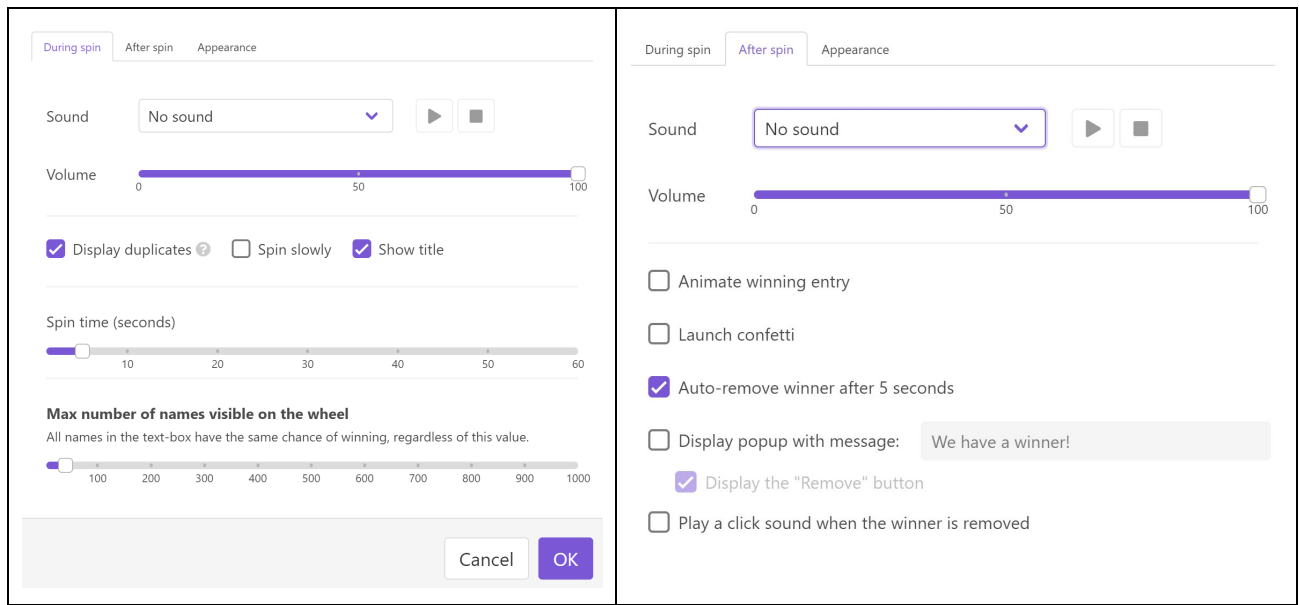 During spin After spin Appearance
Sound No sound
Volume
0 50 100
Display duplicates ? Spin slowly Show title
Spin time (seconds)
10 20 30 40 50 60
Max number of names visible on the wheel
All names in the text-box have the same chance of winning, regardless of this value.
100 200 300 400 500 600 700 800 900 1000
Cancel OK
During spin After spin Appearance
Sound No sound
Volume
0 50 100
Animate winning entry
Launch confetti
Auto-remove winner after 5 seconds
Display popup with message: We have a winner!
Display the "Remove" button
Play a click sound when the winner is removed